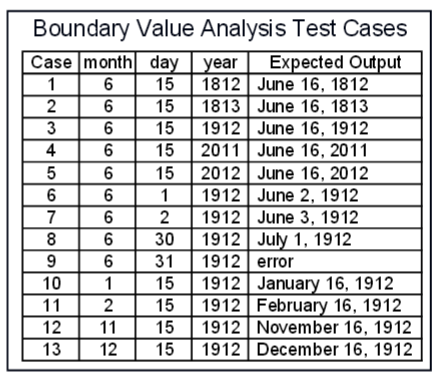 Boundary Value Analysis Test Cases
Case month day year Expected Output
1 6 15 1812 June 16, 1812
2 6 15 1813 June 16, 1813
3 6 15 1912 June 16, 1912
4 6 15 2011 June 16, 2011
5 6 15 2012 June 16, 2012
6 6 1 1912 June 2, 1912
7 6 2 1912 June 3, 1912
8 6 30 1912 July 1, 1912
9 6 31 1912 error
10 1 15 1912 January 16, 1912
11 2 15 1912 February 16, 1912
12 11 15 1912 November 16, 1912
13 12 15 1912 December 16, 1912